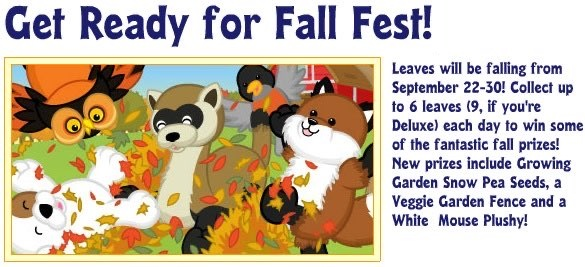 Get Ready for Fall Fest!
Leaves will be falling from
September 22-30! Collect up
to 6 leaves (9, if you're
Deluxe) each day to win some
of the fantastic fall prizes!
New prizes include Growing
Garden Snow Pea Seeds, a
Veggie Garden Fence and a
White Mouse Plushy!